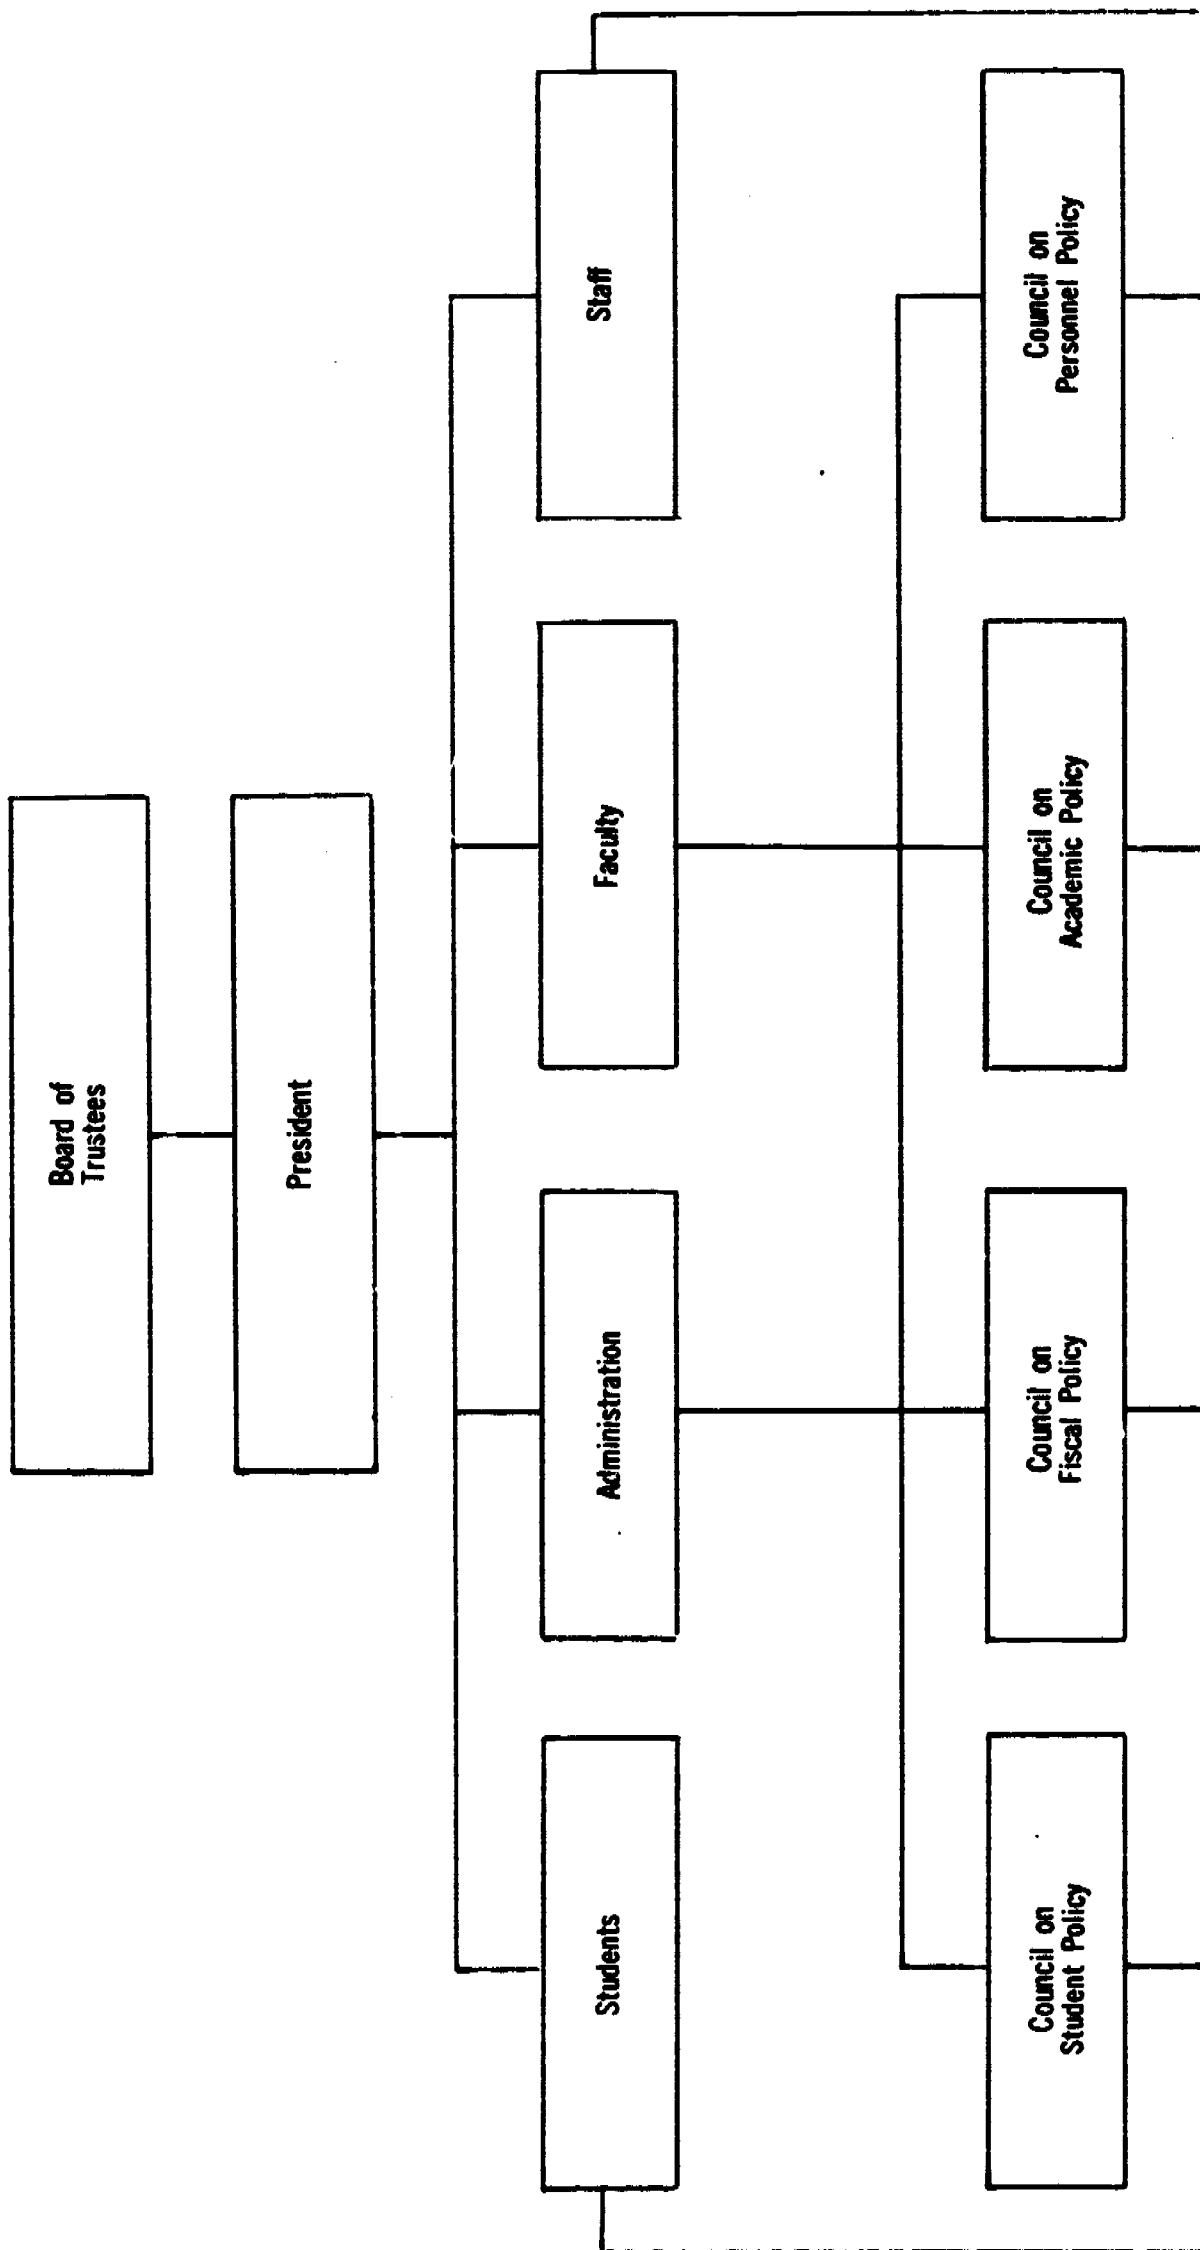 Board of
Trustees
President
Students
Administration
Faculty
Staff
Council on
Student Policy
Council on
Fiscal Policy
Council on
Academic Policy
Council on
Personnel Policy